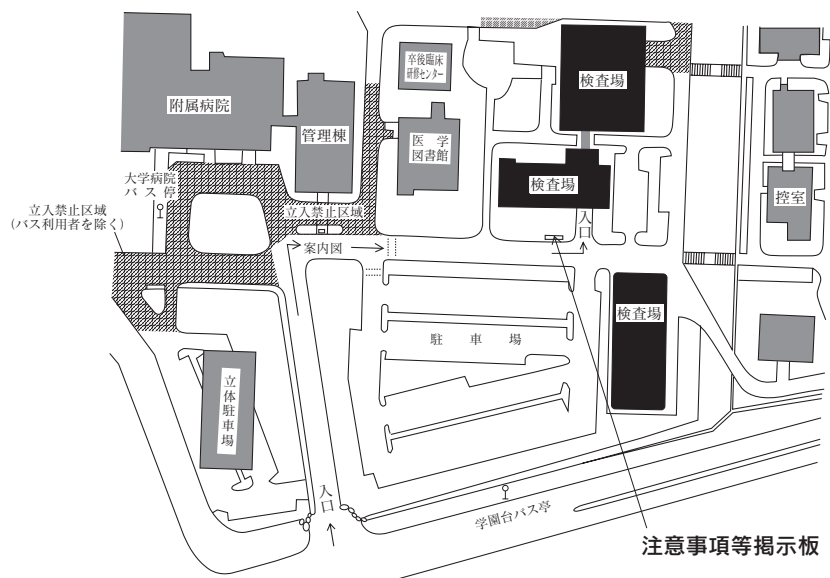 卒後臨床
研修センター
検査場
附属病院
管理棟
医学
図書館
大学病院
バス停
検査場
控室
立入禁止区域
(バス利用者を除く)
立入禁止区域
入口
案内図
検査場
駐車場
立体駐車場
入口
学園台バス亭
注意事項等掲示板